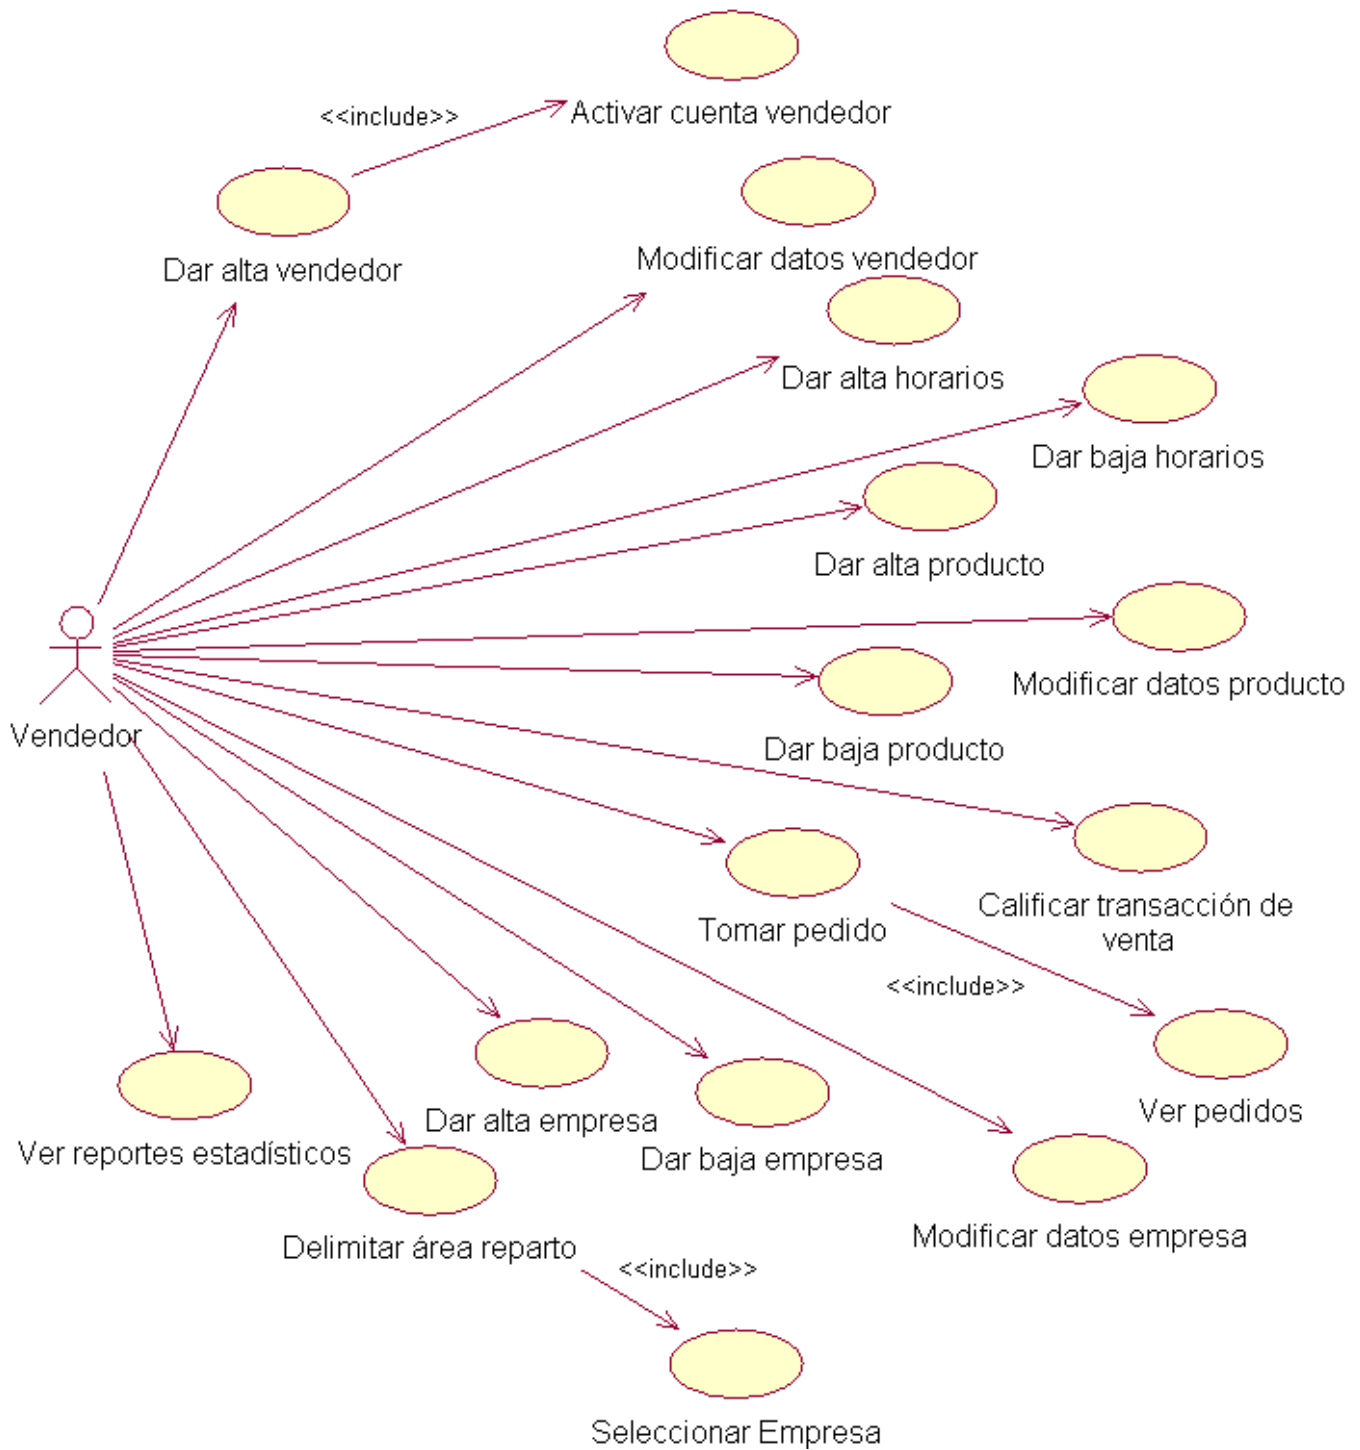 Activar cuenta vendedor
<<include>>
Dar alta vendedor
Modificar datos vendedor
Dar alta horarios
Dar baja horarios
Dar alta producto
Modificar datos producto
Vendedor
Dar baja producto
Calificar transacción de
venta
Tomar pedido
<<include>>
Ver pedidos
Dar alta empresa
Ver reportes estadísticos
Dar baja empresa
Modificar datos empresa
Delimitar área reparto
<<include>>
Seleccionar Empresa